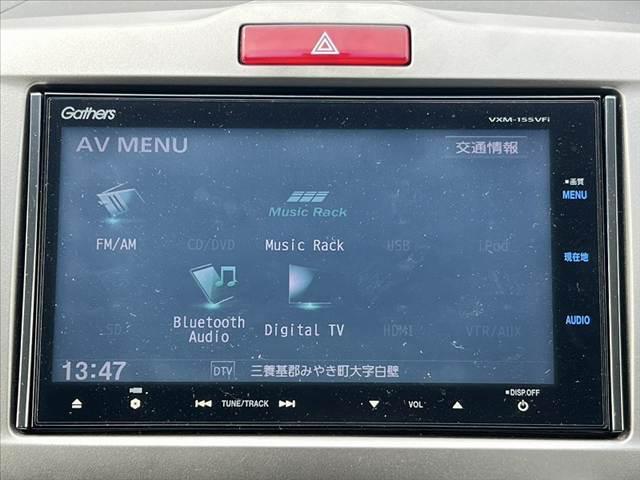 Gathers
VXM-155VFi
AV MENU
交通情報
画質
MENU
Music Rack
FM/AM CD/DVD Music Rack USB iPod
現在地
SD Bluetooth Audio Digital TV HDMI VTR/AUX
AUDIO
13:47 DTV 三養基郡みやき町大字白壁
TUNE/TRACK VOL DISP.OFF